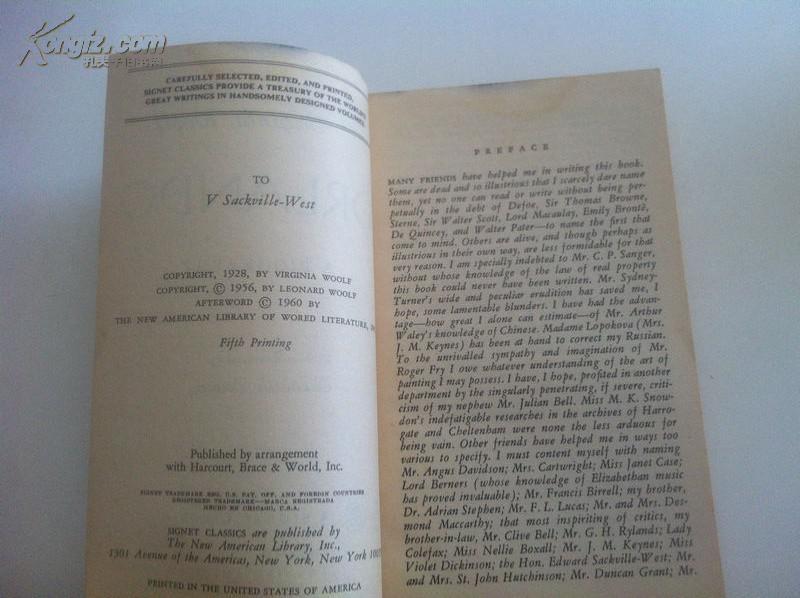 Kongfz.com
孔夫子旧书网
CAREFULLY SELECTED, EDITED, AND PRINTED,
SIGNET CLASSICS PROVIDE A TREASURY OF THE WORLD'S
GREAT WRITINGS IN HANDSOMELY DESIGNED VOLUMES.
TO
V Sackville-West
COPYRIGHT, 1928, BY VIRGINIA WOOLF
COPYRIGHT, © 1956, BY LEONARD WOOLF
AFTERWORD © 1960 BY
THE NEW AMERICAN LIBRARY OF WORLD LITERATURE, IN
Fifth Printing
Published by arrangement
with Harcourt, Brace & World, Inc.
SIGNET TRADEMARK REG. U.S. PAT. OFF. AND FOREIGN COUNTRIES
REGISTERED TRADEMARK—MARCA REGISTRADA
HECHO EN CHICAGO, U.S.A.
SIGNET CLASSICS are published by
The New American Library, Inc.,
1301 Avenue of the Americas, New York, New York 1001
PRINTED IN THE UNITED STATES OF AMERICA
PREFACE
MANY FRIENDS have helped me in writing this book.
Some are dead and so illustrious that I scarcely dare name
them, yet no one can read or write without being per-
petually in the debt of Defoe, Sir Thomas Browne,
Sterne, Sir Walter Scott, Lord Macaulay, Emily Brontë,
De Quincey, and Walter Pater—to name the first that
come to mind. Others are alive, and though perhaps as
illustrious in their own way, are less formidable for that
very reason. I am specially indebted to Mr. C. P. Sanger,
without whose knowledge of the law of real property
this book could never have been written. Mr. Sydney-
Turner's wide and peculiar erudition has saved me, I
hope, some lamentable blunders. I have had the advan-
tage—how great I alone can estimate—of Mr. Arthur
Waley's knowledge of Chinese. Madame Lopokova (Mrs.
J. M. Keynes) has been at hand to correct my Russian.
To the unrivalled sympathy and imagination of Mr.
Roger Fry I owe whatever understanding of the art of
painting I may possess. I have, I hope, profited in another
department by the singularly penetrating, if severe, criti-
cism of my nephew Mr. Julian Bell. Miss M. K. Snow-
don's indefatigable researches in the archives of Harro-
gate and Cheltenham were none the less arduous for
being vain. Other friends have helped me in ways too
various to specify. I must content myself with naming
Mr. Angus Davidson; Mrs. Cartwright; Miss Janet Case;
Lord Berners (whose knowledge of Elizabethan music
has proved invaluable); Mr. Francis Birrell; my brother,
Dr. Adrian Stephen; Mr. F. L. Lucas; Mr. and Mrs. Des-
mond Maccarthy; that most inspiriting of critics, my
brother-in-law, Mr. Clive Bell; Mr. G. H. Rylands; Lady
Colefax; Miss Nellie Boxall; Mr. J. M. Keynes; Miss
Violet Dickinson; the Hon. Edward Sackville-West; Mr.
and Mrs. St. John Hutchinson; Mr. Duncan Grant; Mr.